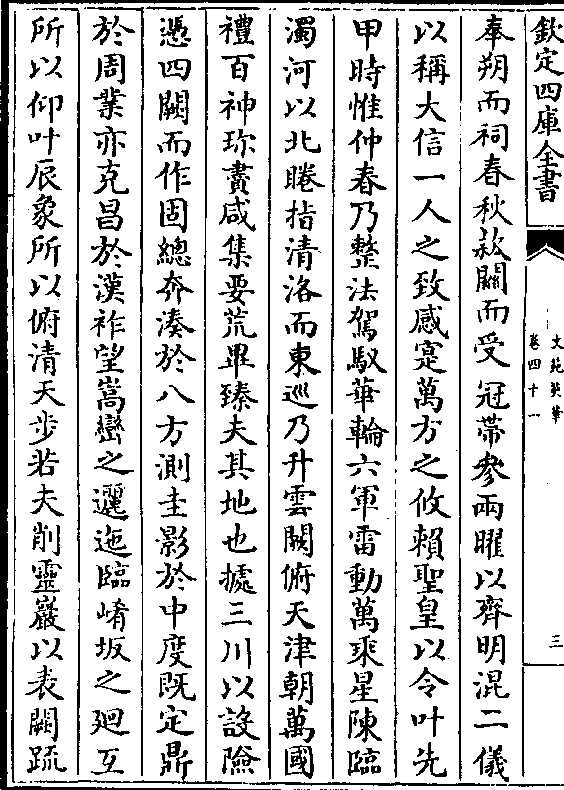 欽定四庫全書
文苑英華
卷四十一
三
奉朔而祠春秋款關而受冠帶參兩曜以齊明混二儀
以稱大信一人之致感寔萬方之攸賴聖皇以令叶先
甲時惟仲春乃整法駕馭華輪六軍雷動萬乘星陳臨
濁河以北睠指清洛而東巡乃升雲闕俯天津朝萬國
禮百神琛賮咸集要荒畢臻夫其地也據三川以設險
憑四闕而作固總奔湊於八方測圭影於中度既定鼎
於周業亦克昌於漢祚望嵩巒之邐迤臨崤坂之廻互
所以仰叶辰象所以俯清天步若夫削靈巖以表闕䟽